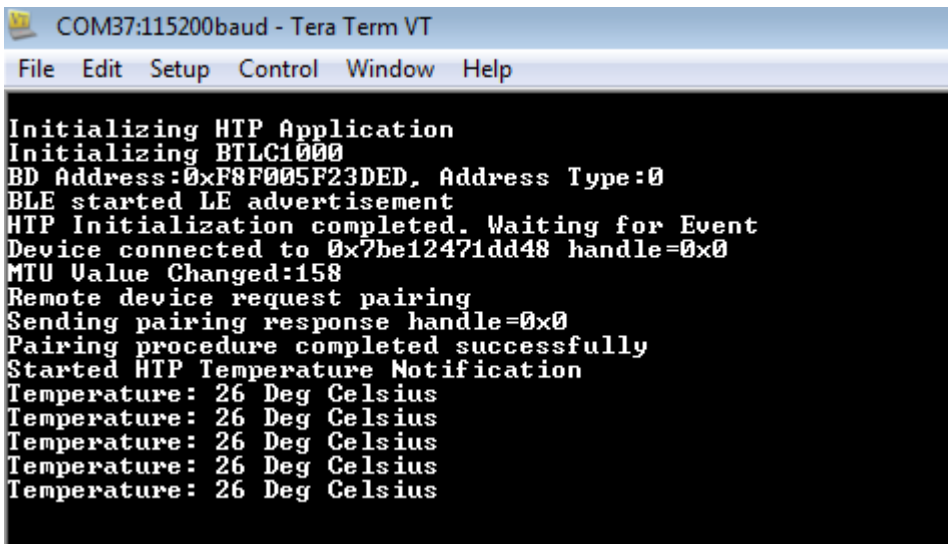 COM37:115200baud - Tera Term VT
File Edit Setup Control Window Help
Initializing HTP Application
Initializing BTLC1000
BD Address:0xF8F005F23DED, Address Type:0
BLE started LE advertisement
HTP Initialization completed. Waiting for Event
Device connected to 0x7be12471dd48 handle=0x0
MTU Value Changed:158
Remote device request pairing
Sending pairing response handle=0x0
Pairing procedure completed successfully
Started HTP Temperature Notification
Temperature: 26 Deg Celsius
Temperature: 26 Deg Celsius
Temperature: 26 Deg Celsius
Temperature: 26 Deg Celsius
Temperature: 26 Deg Celsius